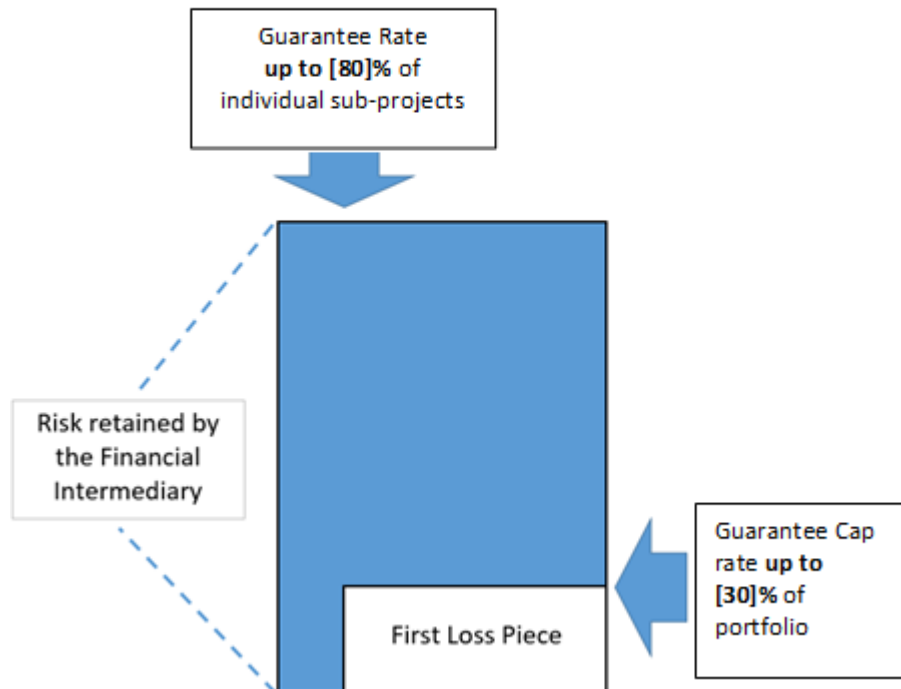 Guarantee Rate
up to [80]% of
individual sub-projects
Risk retained by
the Financial
Intermediary
Guarantee Cap
rate up to
[30]% of
portfolio
First Loss Piece